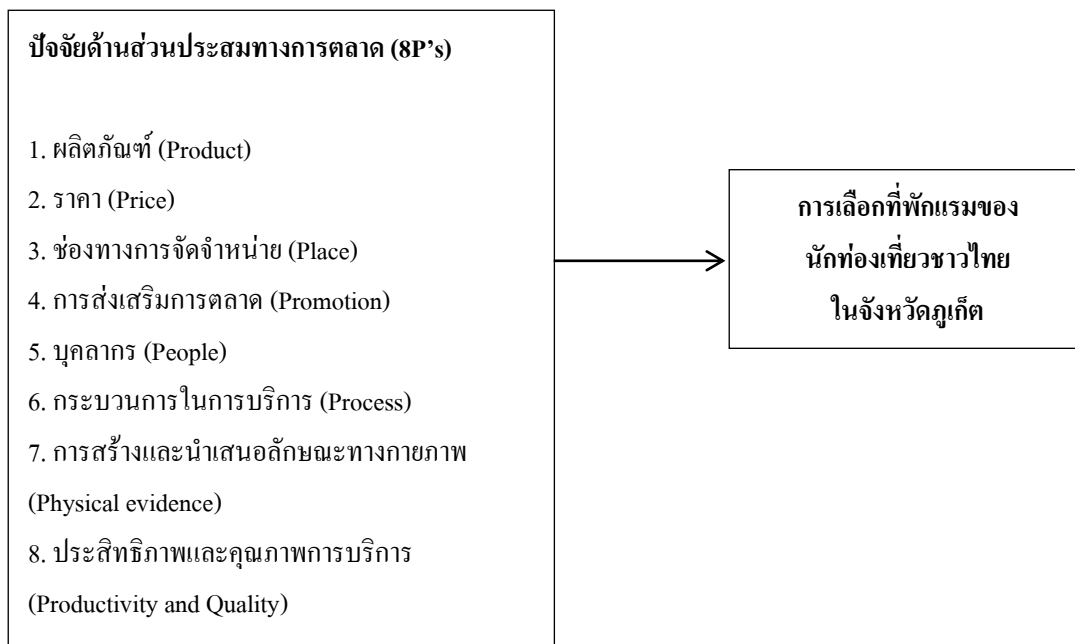 ปัจจัยด้านส่วนประสมทางการตลาด (8P’s)
1. ผลิตภัณฑ์ (Product)
2. ราคา (Price)
3. ช่องทางการจัดจำหน่าย (Place)
4. การส่งเสริมการตลาด (Promotion)
5. บุคลากร (People)
6. กระบวนการในการบริการ (Process)
7. การสร้างและนำเสนอลักษณะทางกายภาพ
(Physical evidence)
8. ประสิทธิภาพและคุณภาพการบริการ
(Productivity and Quality)
การเลือกที่พักแรมของ
นักท่องเที่ยวชาวไทย
ในจังหวัดภูเก็ต